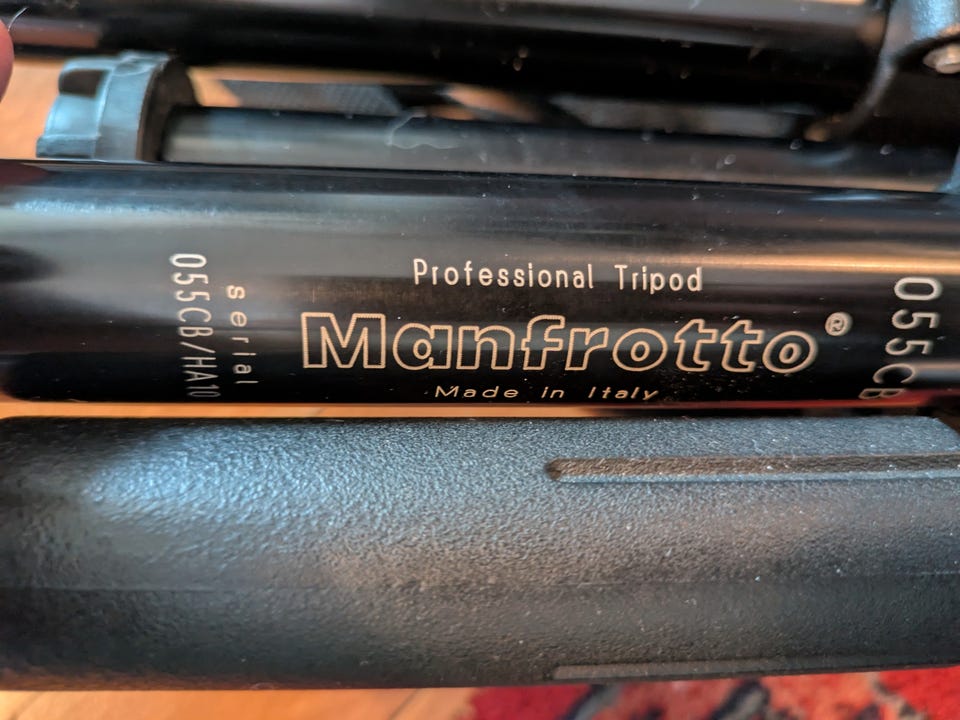 Professional Tripod
Manfrotto®
Made in Italy
serial
055CB/HA10
055CB